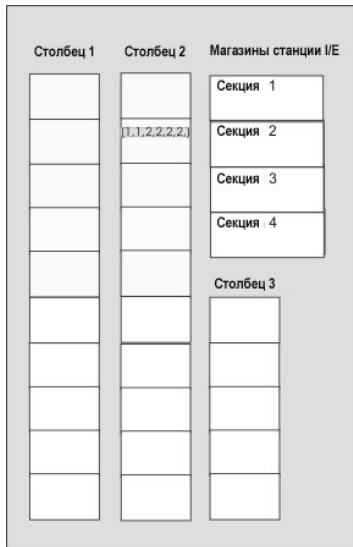 Столбец 1 Столбец 2 Магазины станции I/E
Секция 1
[1,1,2,2,2,2,]
Секция 2
Секция 3
Секция 4
Столбец 3